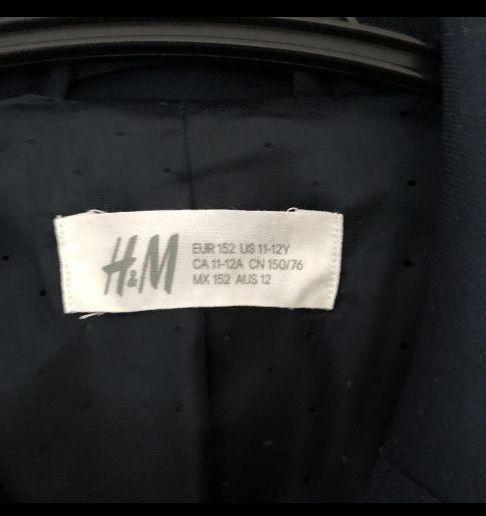 H&M
EUR 152 US 11-12Y
CA 11-12A CN 150/76
MX 152 AUS 12